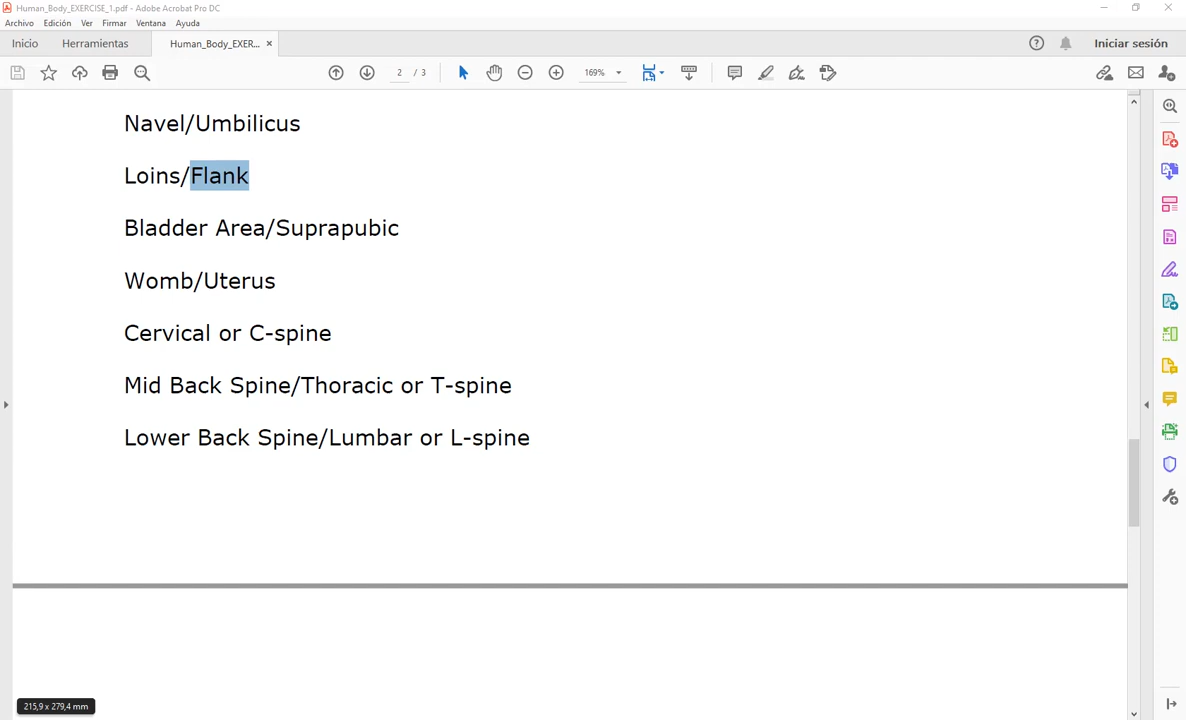 Human_Body_EXERCISE_1.pdf - Adobe Acrobat Pro DC
Archivo Edición Ver Firmar Ventana Ayuda
Inicio Herramientas Human_Body_EXER... × Iniciar sesión
2 / 3 169%
Navel/Umbilicus
Loins/Flank
Bladder Area/Suprapubic
Womb/Uterus
Cervical or C-spine
Mid Back Spine/Thoracic or T-spine
Lower Back Spine/Lumbar or L-spine
215,9 x 279,4 mm